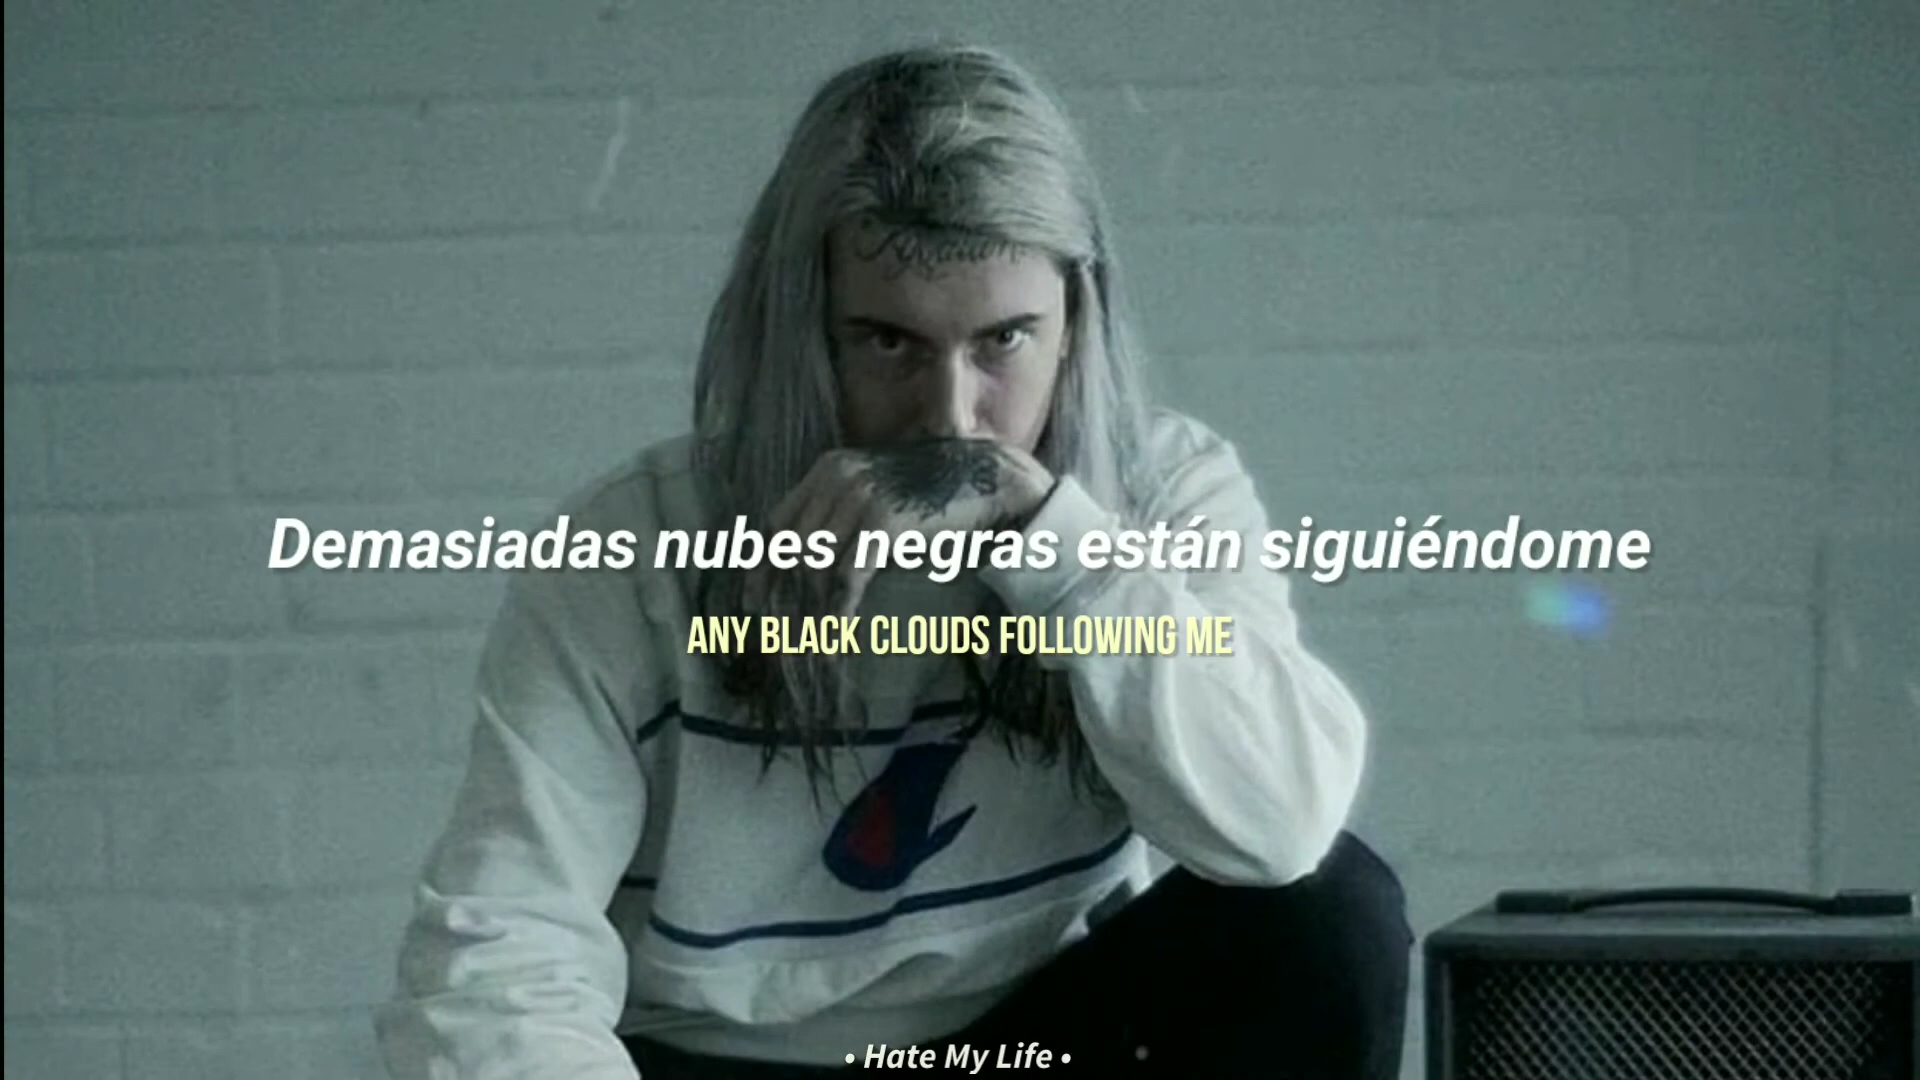 Demasiadas nubes negras están siguiéndome
ANY BLACK CLOUDS FOLLOWING ME
• Hate My Life •